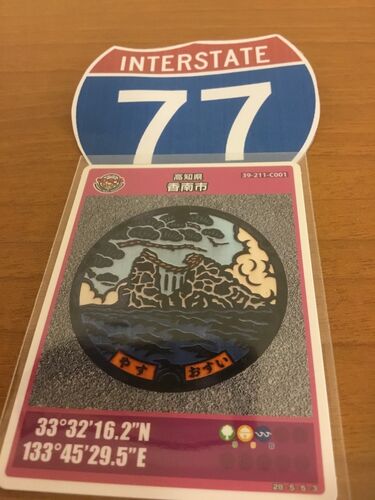 INTERSTATE
77
高知県
香南市
39-211-C001
やす
おすい
33°32'16.2"N
133°45'29.5"E